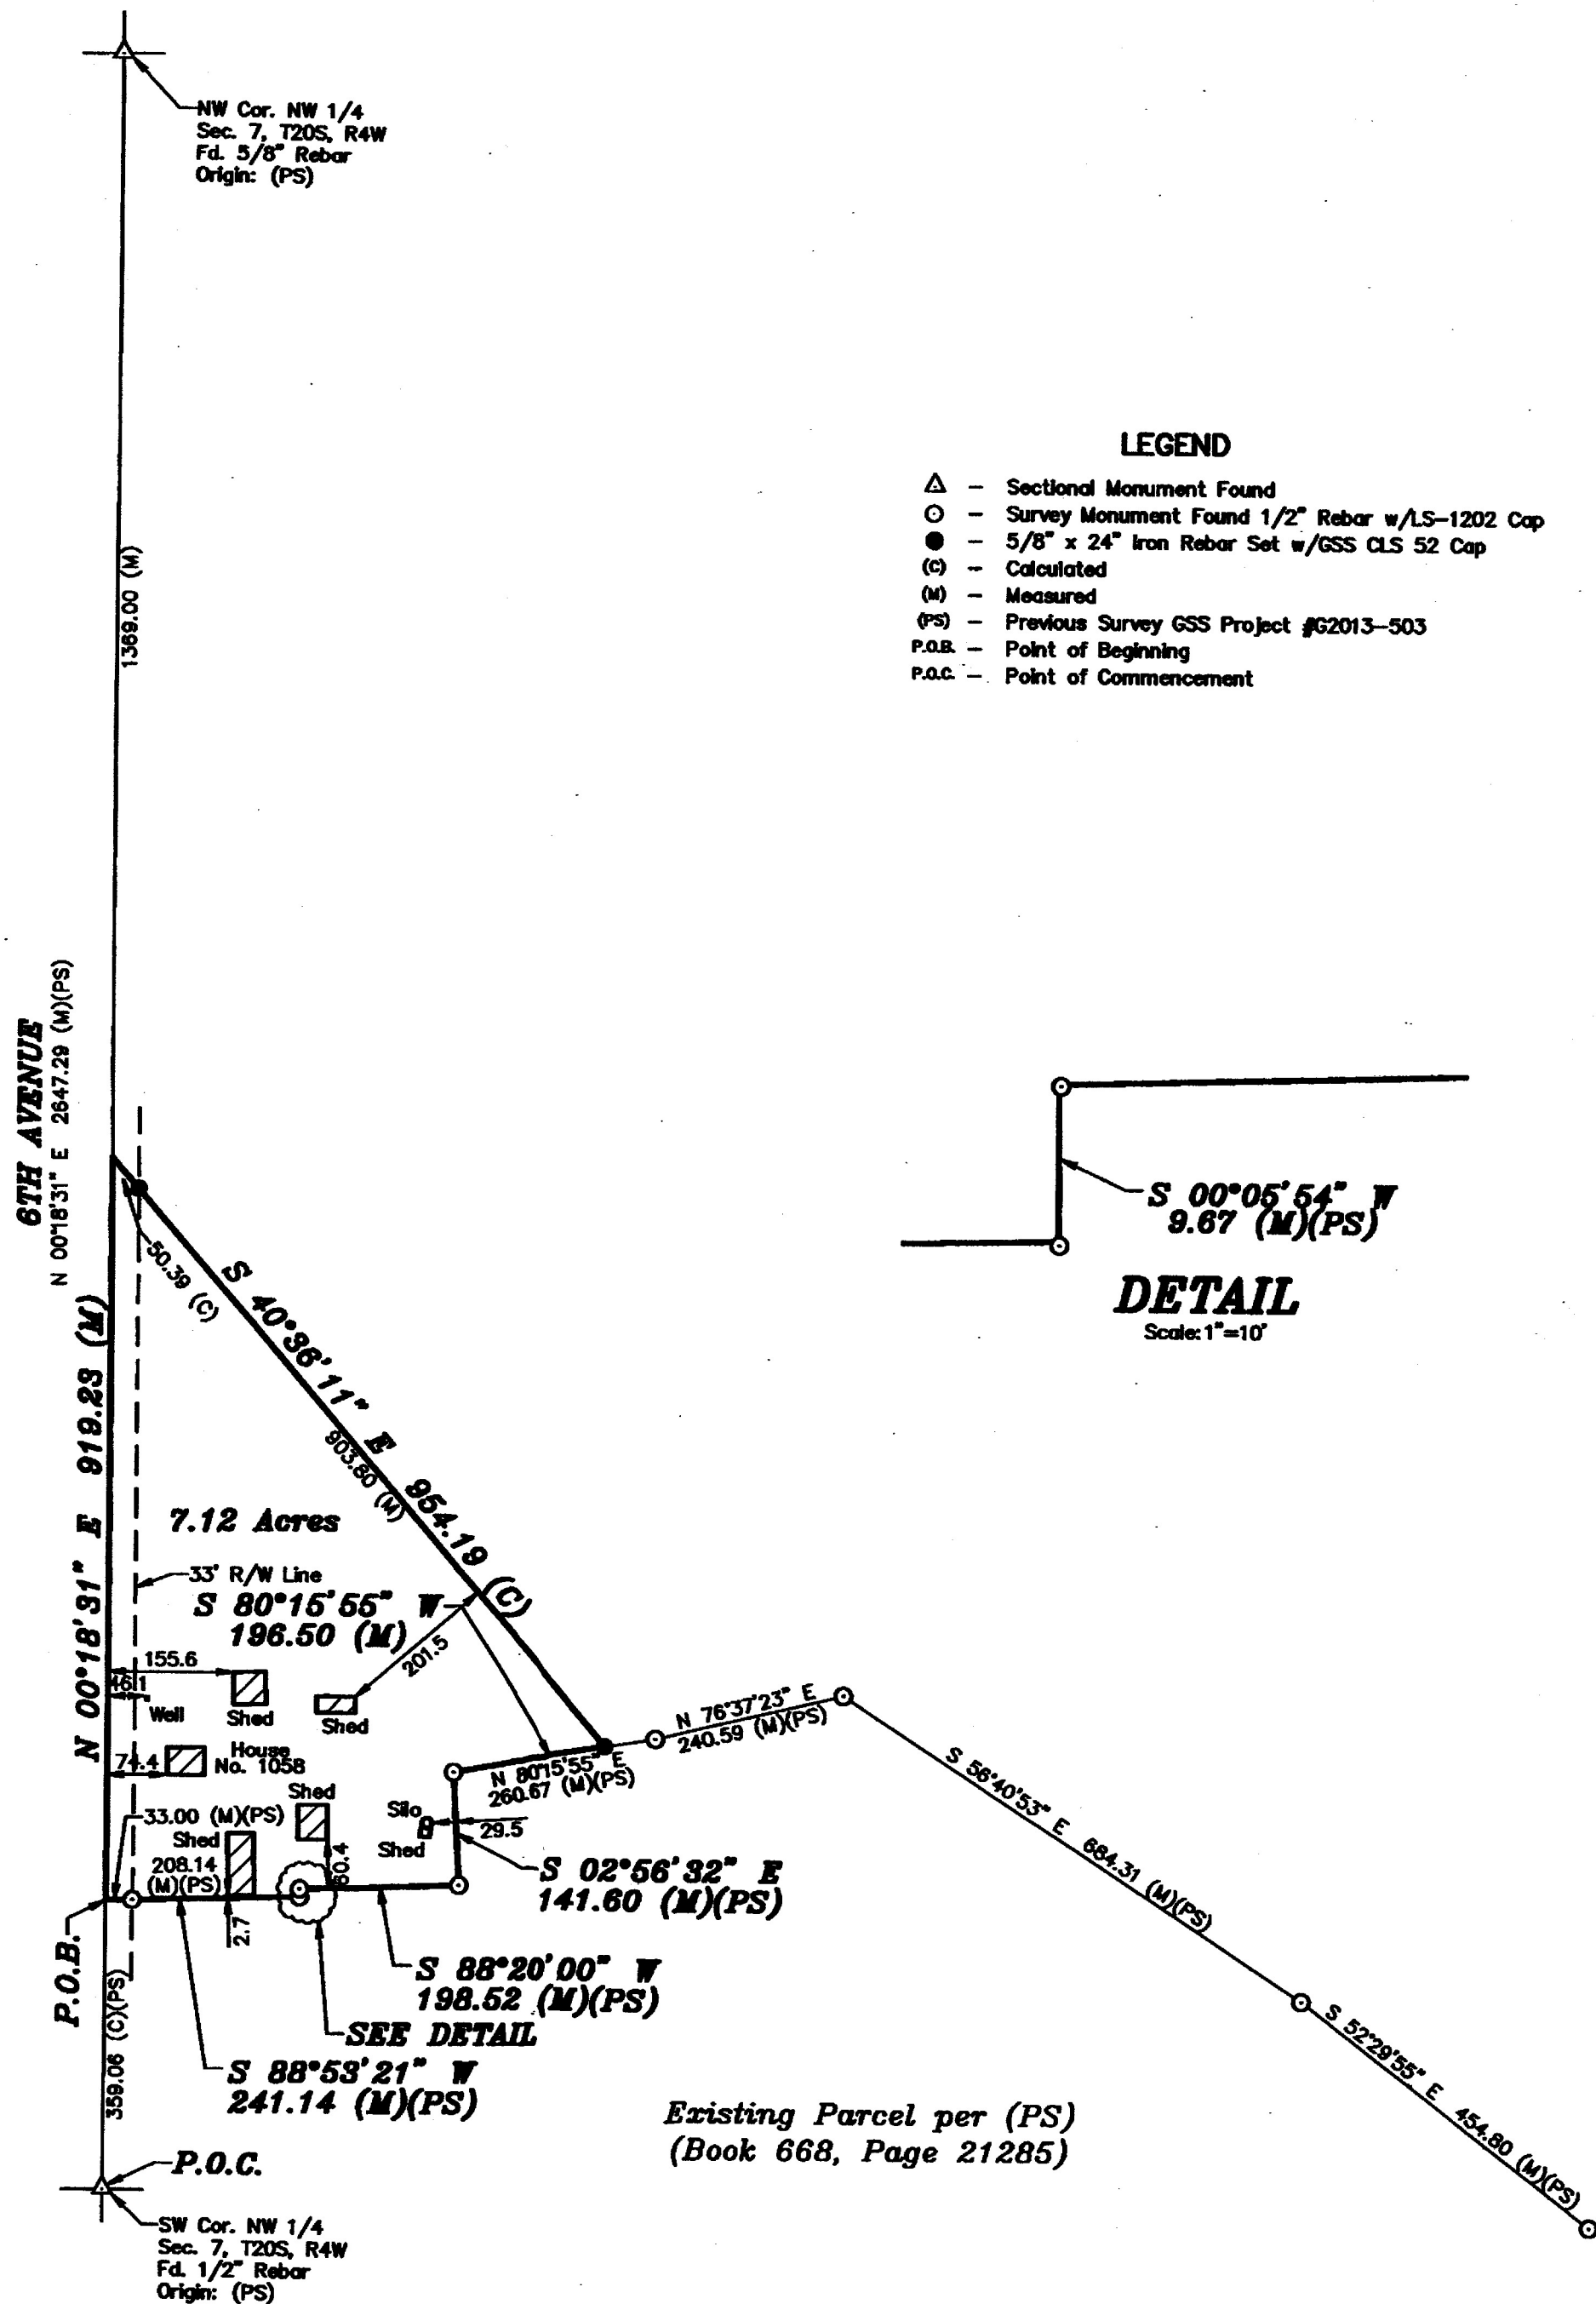 NW Cor. NW 1/4
Sec. 7, T20S, R4W
Fd. 5/8" Rebar
Origin: (PS)
LEGEND
– Sectional Monument Found
– Survey Monument Found 1/2" Rebar w/LS-1202 Cap
– 5/8" x 24" Iron Rebar Set w/GSS CLS 52 Cap
(C) – Calculated
(M) – Measured
(PS) – Previous Survey GSS Project #G2013-503
P.O.B. – Point of Beginning
P.O.C. – Point of Commencement
1369.00 (M)
6TH AVENUE
N 00°18'31" E 2647.29 (M)(PS)
S 00°05'54" W
9.67 (M)(PS)
DETAIL
Scale: 1"=10'
50.39 (C)
S 40°36'11" E 954.19 (C)
903.80 (M)
N 00°18'31" E 919.23 (M)
7.12 Acres
33' R/W Line
S 80°15'55" W
196.50 (M)
201.5
155.6
46.1
Well
Shed
Shed
74.4
House
No. 1058
N 76°37'23" E
240.59 (M)(PS)
N 80°15'55" E
260.67 (M)(PS)
S 56°40'53" E 684.31 (M)(PS)
Shed
33.00 (M)(PS)
Shed
208.14
(M)(PS)
60.4
Silo
Shed
29.5
S 02°56'32" E
141.60 (M)(PS)
2.7
P.O.B.
S 88°20'00" W
198.52 (M)(PS)
SEE DETAIL
S 88°53'21" W
241.14 (M)(PS)
359.06 (C)(PS)
S 52°29'55" E 454.80 (M)(PS)
Existing Parcel per (PS)
(Book 668, Page 21285)
P.O.C.
SW Cor. NW 1/4
Sec. 7, T20S, R4W
Fd. 1/2" Rebar
Origin: (PS)